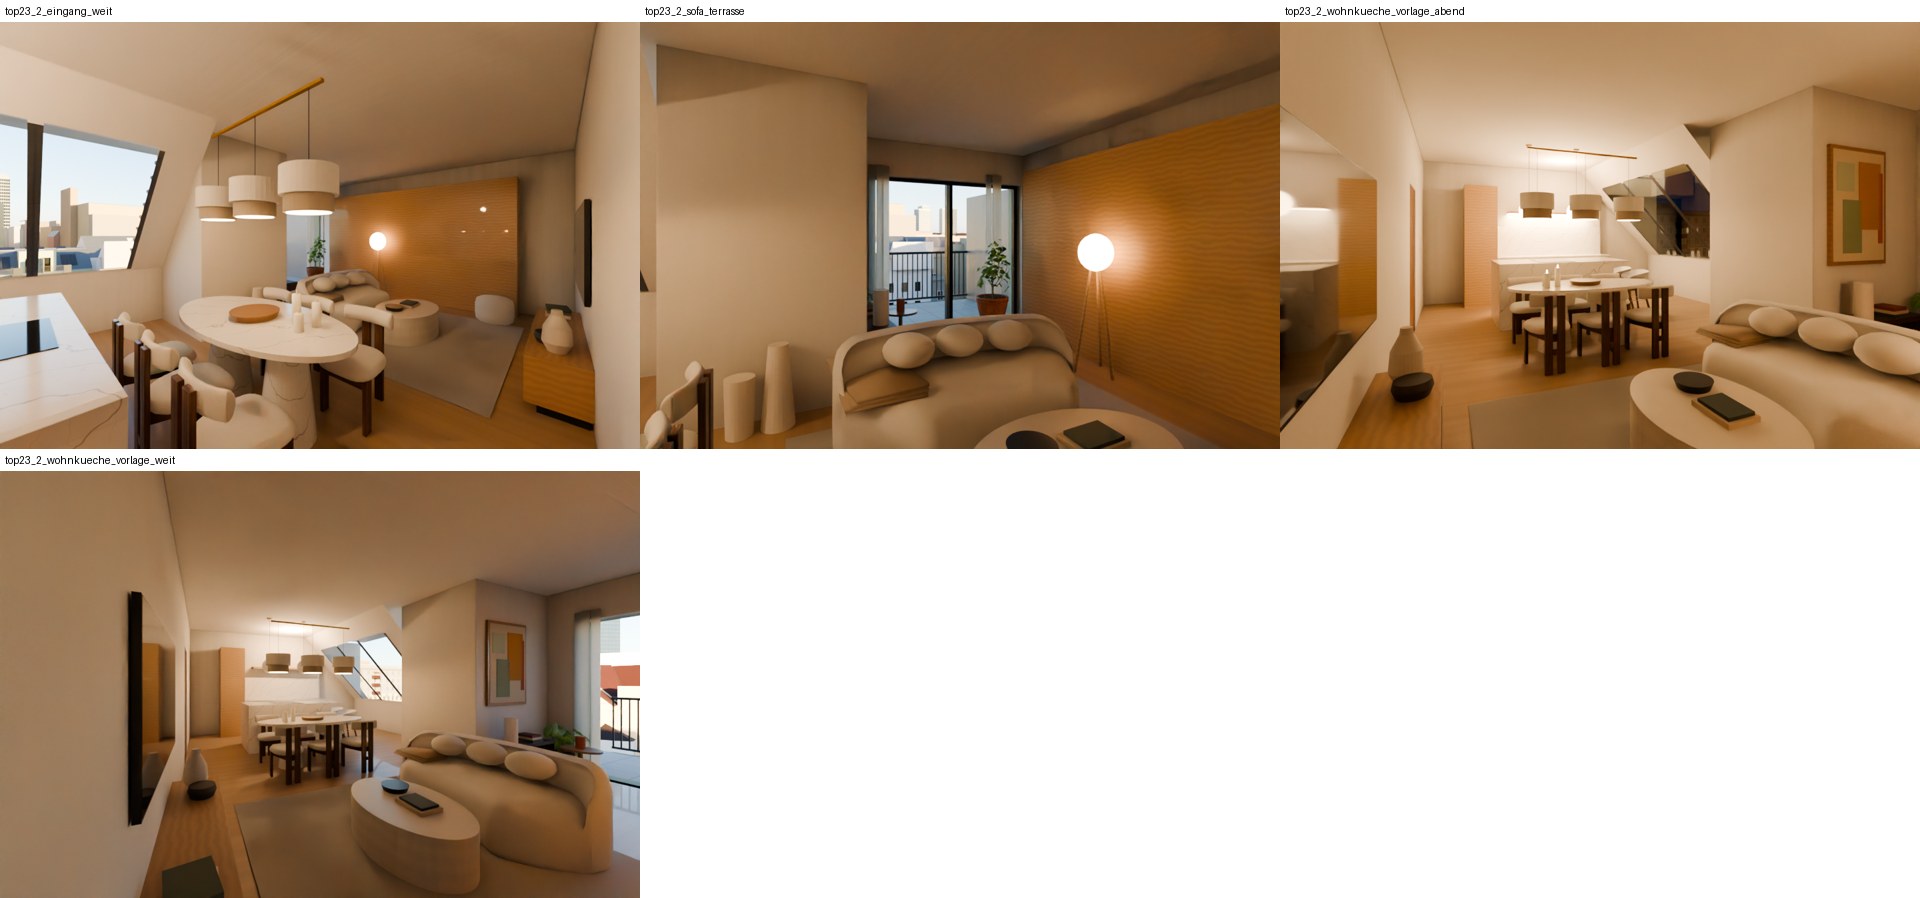 top23_2_eingang_weit
top23_2_sofa_terrasse
top23_2_wohnkueche_vorlage_abend
top23_2_wohnkueche_vorlage_weit